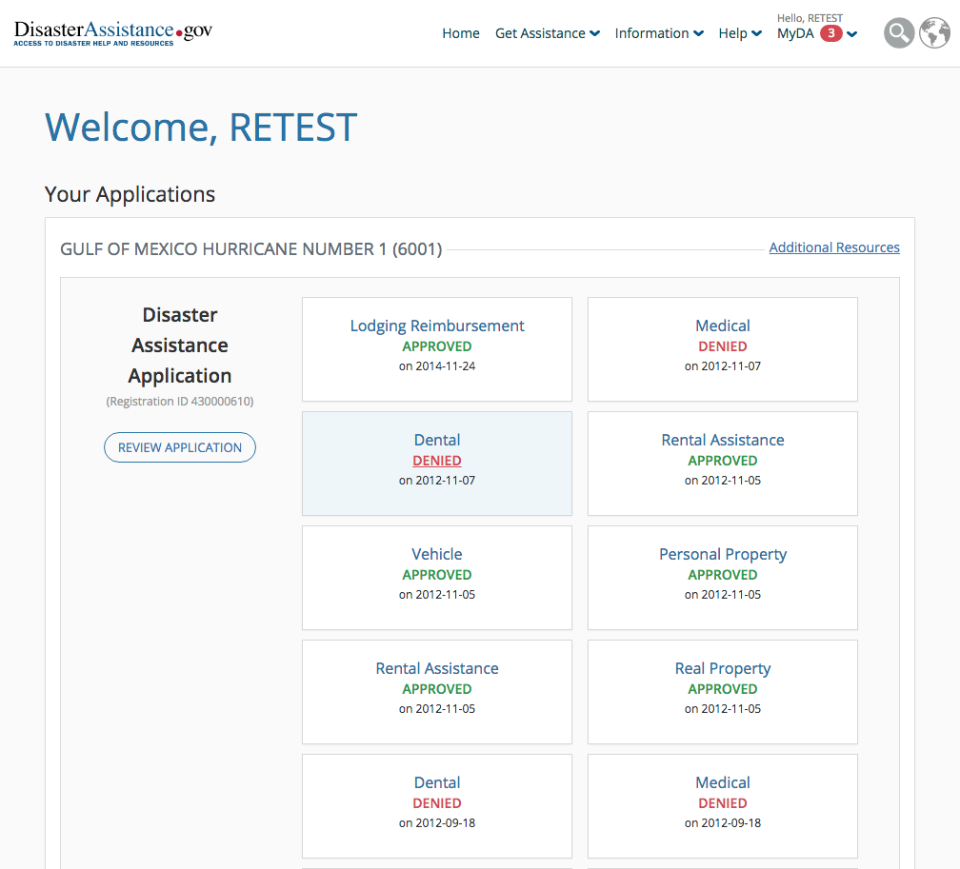 DisasterAssistance.gov
ACCESS TO DISASTER HELP AND RESOURCES
Home
Get Assistance
Information
Help
Hello, RETEST
MyDA 3
Welcome, RETEST
Your Applications
GULF OF MEXICO HURRICANE NUMBER 1 (6001)
Additional Resources
Disaster
Assistance
Application
(Registration ID 430000610)
REVIEW APPLICATION
Lodging Reimbursement
APPROVED
on 2014-11-24
Medical
DENIED
on 2012-11-07
Dental
DENIED
on 2012-11-07
Rental Assistance
APPROVED
on 2012-11-05
Vehicle
APPROVED
on 2012-11-05
Personal Property
APPROVED
on 2012-11-05
Rental Assistance
APPROVED
on 2012-11-05
Real Property
APPROVED
on 2012-11-05
Dental
DENIED
on 2012-09-18
Medical
DENIED
on 2012-09-18